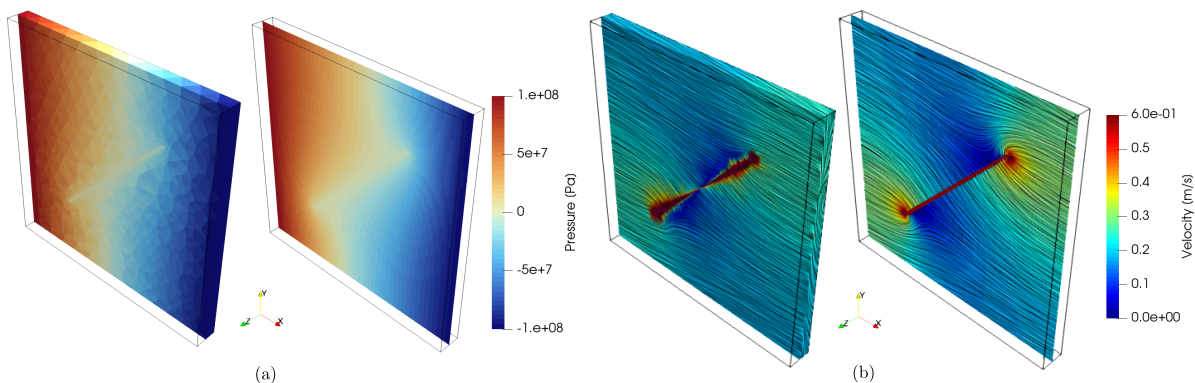 1.e+08
5e+7
0
-5e+7
-1.e+08
Pressure (Pa)
Y
Z
X
(a)
6.0e-01
0.5
0.4
0.3
0.2
0.1
0.0e+00
Velocity (m/s)
Y
Z
X
(b)